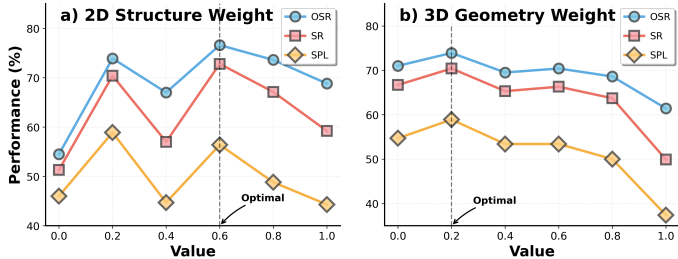 a) 2D Structure Weight
OSR
SR
SPL
Performance (%)
80
70
60
50
40
Optimal
0.0 0.2 0.4 0.6 0.8 1.0
Value
b) 3D Geometry Weight
OSR
SR
SPL
80
70
60
50
40
Optimal
0.0 0.2 0.4 0.6 0.8 1.0
Value